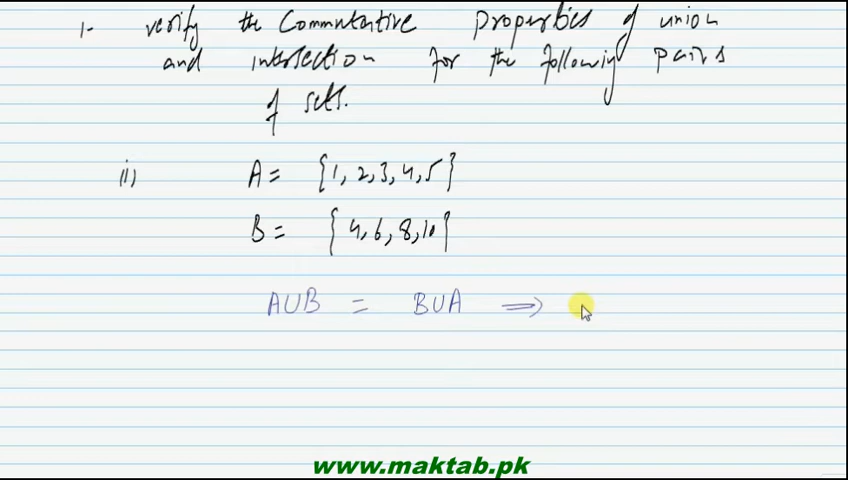 1- verify the Commutative Properties of union
and intersection for the following pairs
of sets.
(i) A = {1, 2, 3, 4, 5}
B = {4, 6, 8, 10}
AUB = BUA ⇒
www.maktab.pk